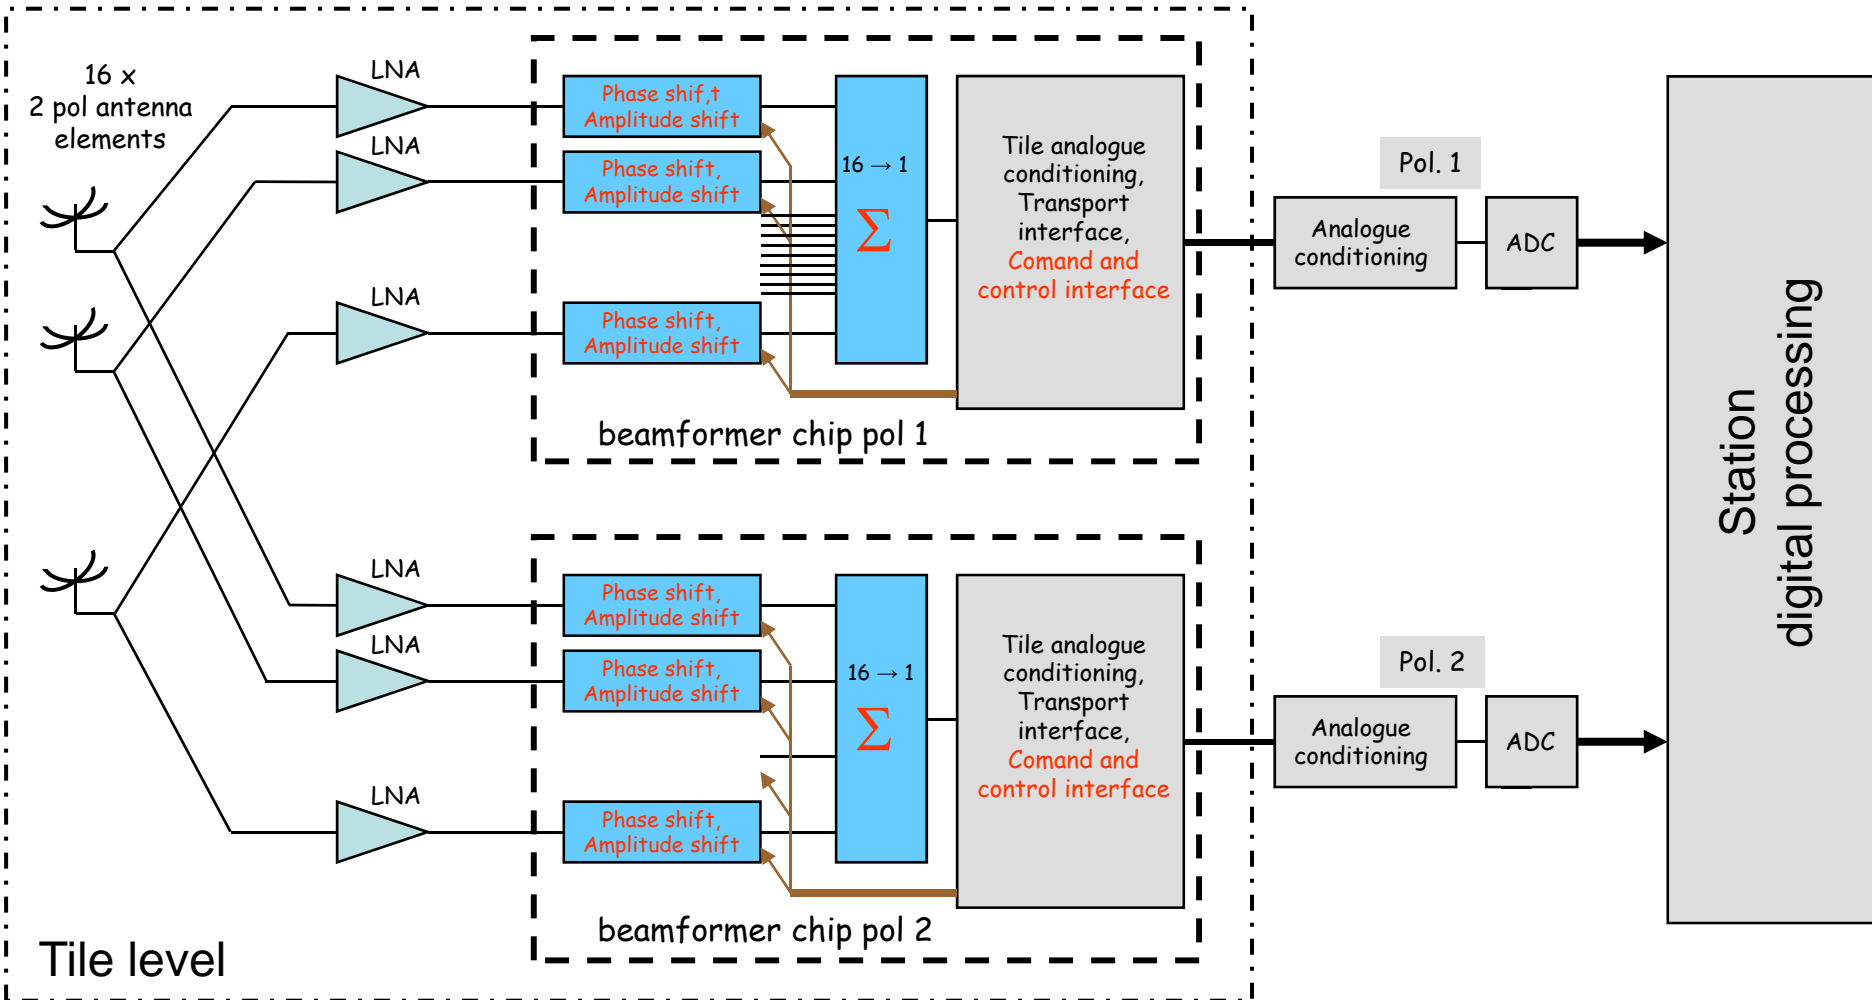 16 x
2 pol antenna
elements
LNA
Phase shif,t
Amplitude shift
LNA
Phase shift,
Amplitude shift
16 → 1
Σ
LNA
Phase shift,
Amplitude shift
Tile analogue
conditioning,
Transport
interface,
Comand and
control interface
beamformer chip pol 1
Pol. 1
Analogue
conditioning
ADC
Station
digital processing
LNA
Phase shift,
Amplitude shift
LNA
Phase shift,
Amplitude shift
16 → 1
Σ
LNA
Phase shift,
Amplitude shift
Tile analogue
conditioning,
Transport
interface,
Comand and
control interface
beamformer chip pol 2
Pol. 2
Analogue
conditioning
ADC
Tile level